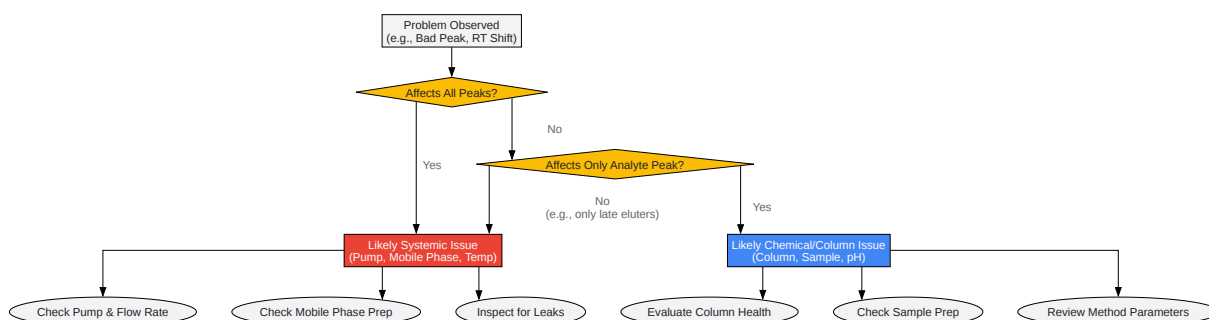 Problem Observed
(e.g., Bad Peak, RT Shift)
Affects All Peaks?
No
Yes
Affects Only Analyte Peak?
No
(e.g., only late eluters)
Yes
Likely Systemic Issue
(Pump, Mobile Phase, Temp)
Likely Chemical/Column Issue
(Column, Sample, pH)
Check Pump & Flow Rate
Check Mobile Phase Prep
Inspect for Leaks
Evaluate Column Health
Check Sample Prep
Review Method Parameters